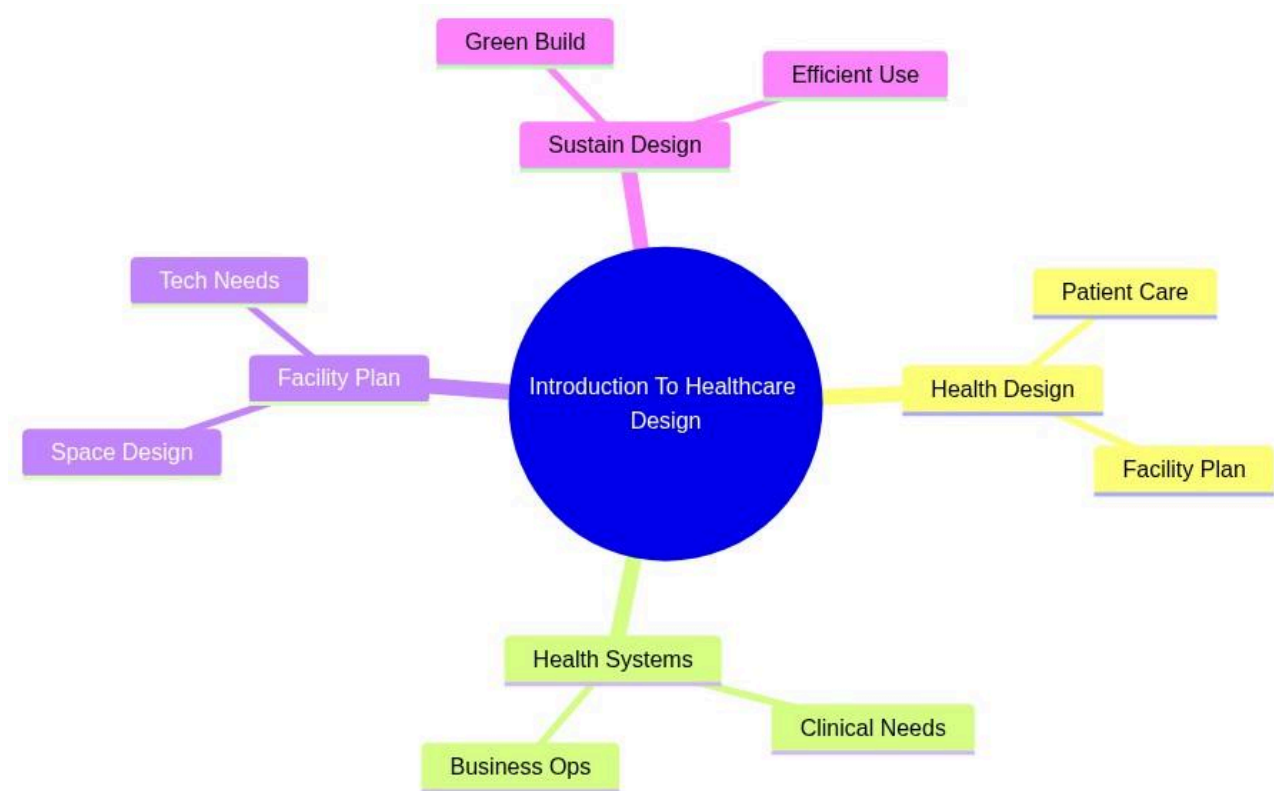 Green Build
Efficient Use
Sustain Design
Tech Needs
Patient Care
Facility Plan
Health Design
Introduction To Healthcare
Design
Space Design
Facility Plan
Health Systems
Clinical Needs
Business Ops